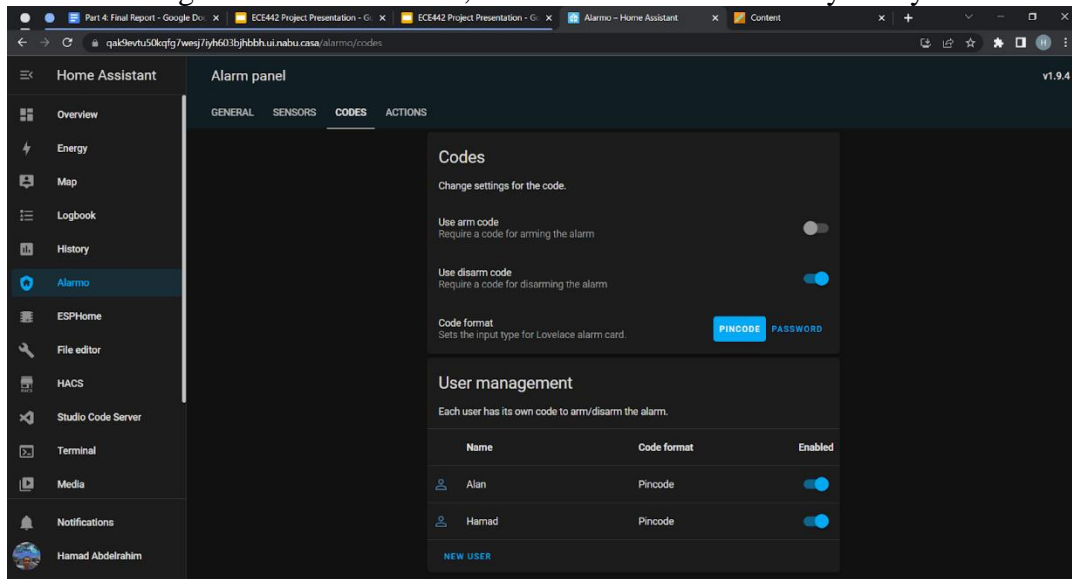 Part 4: Final Report - Google Doc
ECE442 Project Presentation - Go
ECE442 Project Presentation - Go
Alarmo – Home Assistant
Content
qak9evtu50kqfg7wesj7iyh603bjhbbh.ui.nabu.casa/alarmo/codes
H
Home Assistant
Alarm panel
v1.9.4
GENERAL SENSORS CODES ACTIONS
Overview
Energy
Map
Logbook
History
Alarmo
ESPHome
File editor
HACS
Studio Code Server
Terminal
Media
Notifications
Hamad Abdelrahim
Codes
Change settings for the code.
Use arm code
Require a code for arming the alarm
Use disarm code
Require a code for disarming the alarm
Code format
Sets the input type for Lovelace alarm card.
PINCODE PASSWORD
User management
Each user has its own code to arm/disarm the alarm.
Name Code format Enabled
Alan Pincode
Hamad Pincode
NEW USER